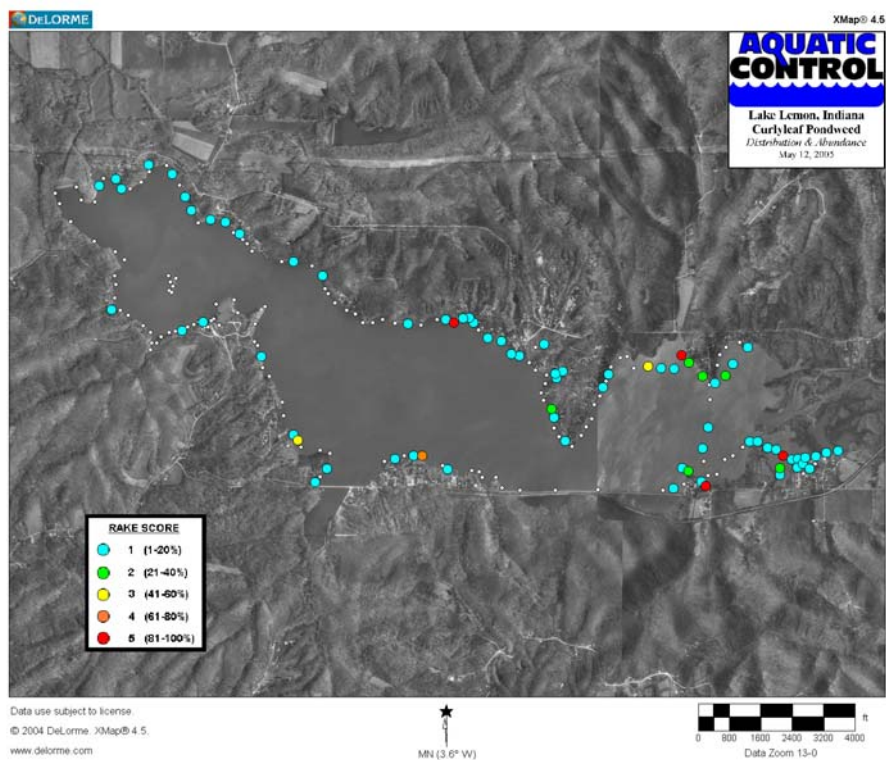 DELORME
XMap® 4.5
AQUATIC
CONTROL
Lake Lemon, Indiana
Curlyleaf Pondweed
Distribution & Abundance
May 12, 2005
RAKE SCORE
1 (1-20%)
2 (21-40%)
3 (41-60%)
4 (61-80%)
5 (81-100%)
Data use subject to license.
© 2004 DeLorme. XMap® 4.5.
www.delorme.com
MN (3.6° W)
ft
0 800 1600 2400 3200 4000
Data Zoom 13-0